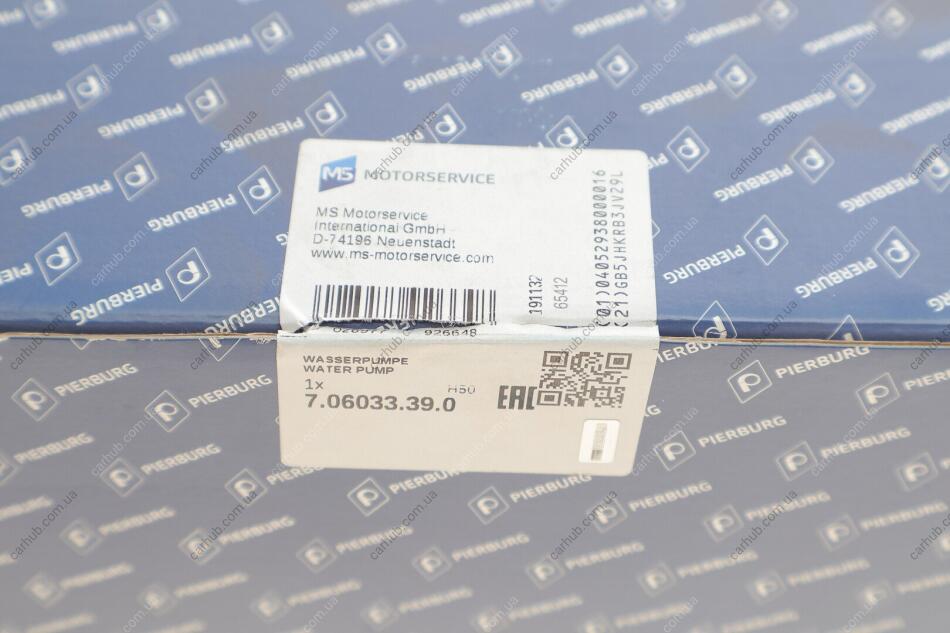 MS MOTORSERVICE
MS Motorservice
International GmbH
D-74196 Neuenstadt
www.ms-motorservice.com
191132
65412
(01)04052938000016
(21)GB5JHKRB3JVZ9L
926648
WASSERPUMPE
WATER PUMP
1x
H50
7.06033.39.0
EAC
PIERBURG
carhub.com.ua